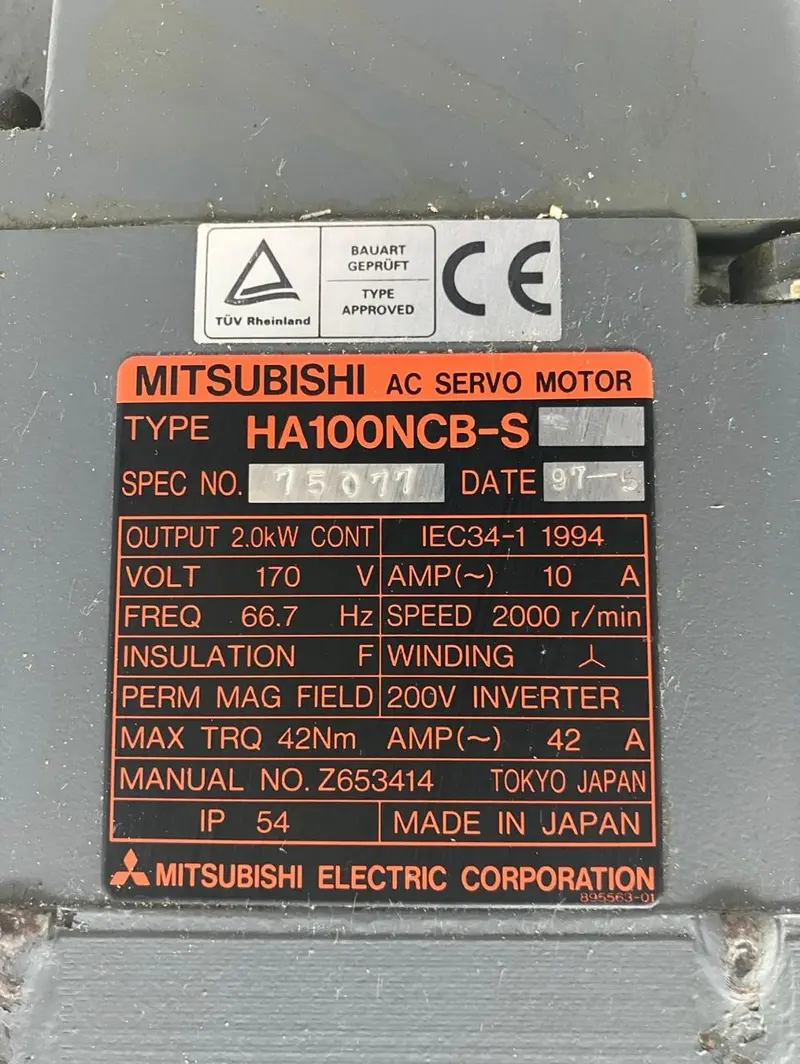 TÜV Rheinland
BAUART
GEPRÜFT
TYPE
APPROVED
CE
MITSUBISHI AC SERVO MOTOR
TYPE HA100NCB-S
SPEC NO. 75077 DATE 97-5
OUTPUT 2.0kW CONT IEC34-1 1994
VOLT 170 V AMP(~) 10 A
FREQ 66.7 Hz SPEED 2000 r/min
INSULATION F WINDING
PERM MAG FIELD 200V INVERTER
MAX TRQ 42Nm AMP(~) 42 A
MANUAL NO. Z653414 TOKYO JAPAN
IP 54 MADE IN JAPAN
MITSUBISHI ELECTRIC CORPORATION
895563-01